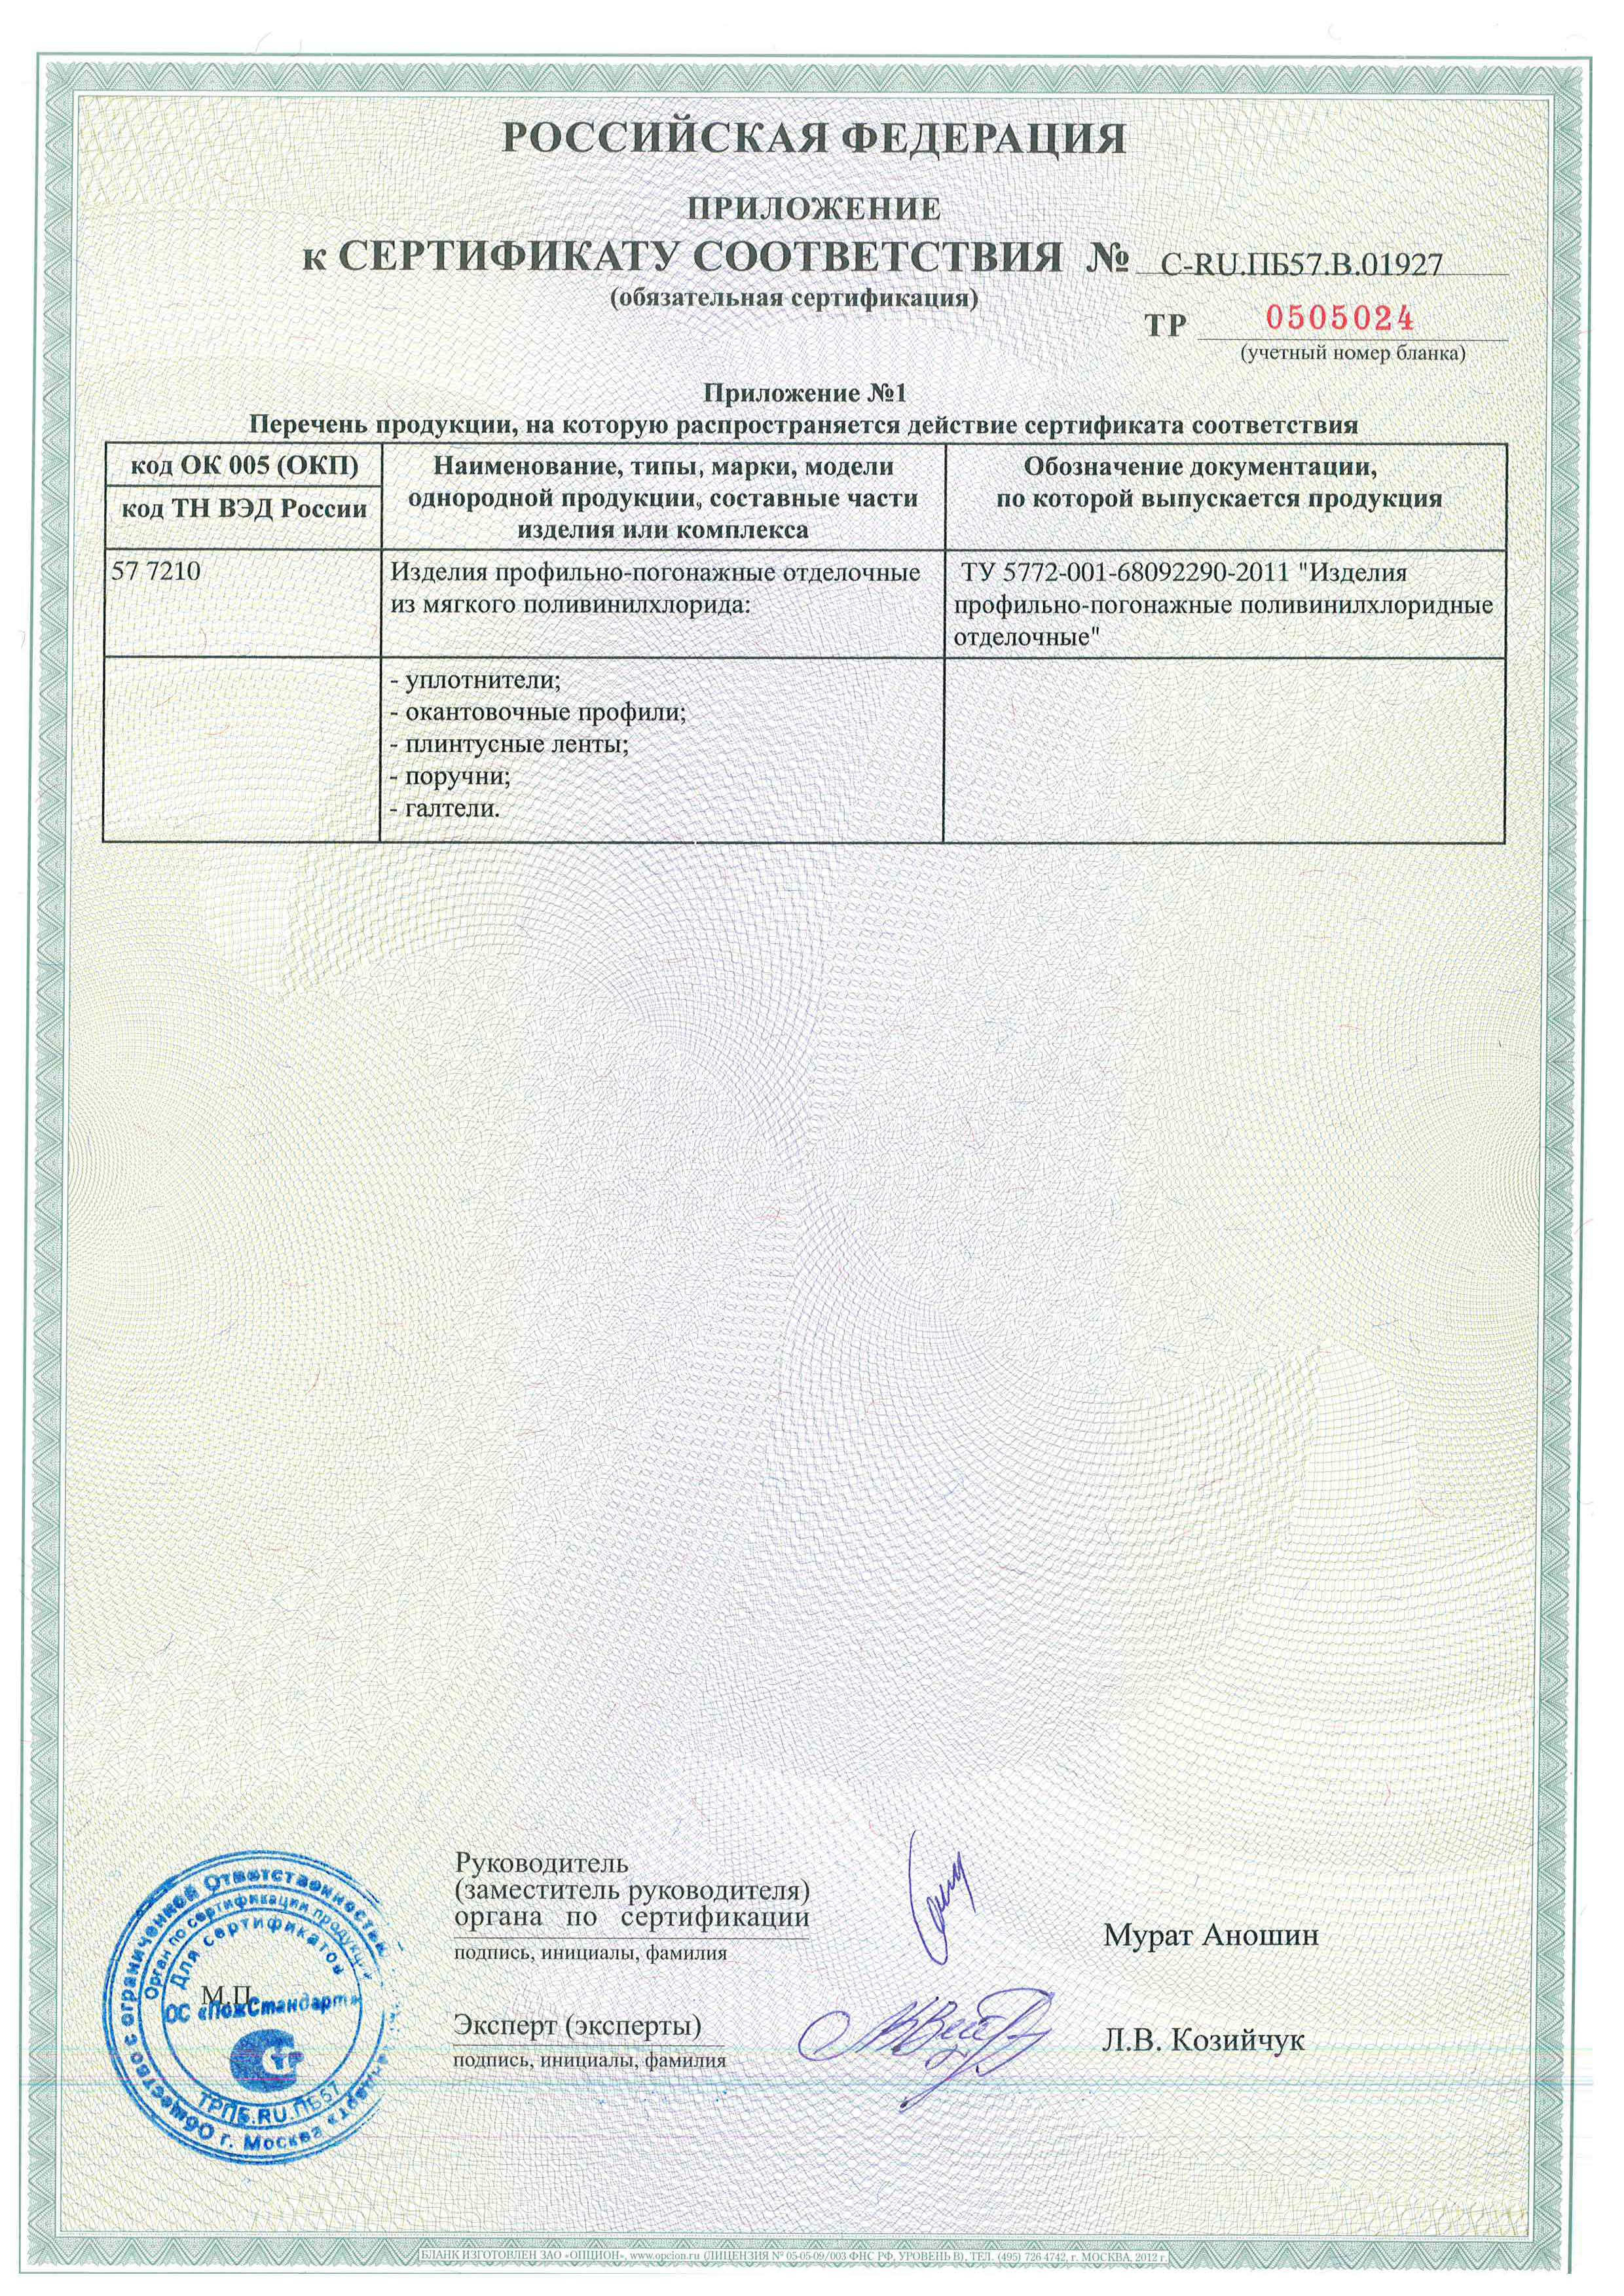 РОССИЙСКАЯ ФЕДЕРАЦИЯ
ПРИЛОЖЕНИЕ
к СЕРТИФИКАТУ СООТВЕТСТВИЯ № C-RU.ПБ57.В.01927
(обязательная сертификация)
ТР 0505024
(учетный номер бланка)
Приложение №1
Перечень продукции, на которую распространяется действие сертификата соответствия
код ОК 005 (ОКП)
код ТН ВЭД России
Наименование, типы, марки, модели
однородной продукции, составные части
изделия или комплекса
Обозначение документации,
по которой выпускается продукция
57 7210
Изделия профильно-погонажные отделочные
из мягкого поливинилхлорида:
ТУ 5772-001-68092290-2011 "Изделия
профильно-погонажные поливинилхлоридные
отделочные"
- уплотнители;
- окантовочные профили;
- плинтусные ленты;
- поручни;
- галтели.
Руководитель
(заместитель руководителя)
органа по сертификации
подпись, инициалы, фамилия
Мурат Аношин
М.П.
Эксперт (эксперты)
подпись, инициалы, фамилия
Л.В. Козийчук
Общество с ограниченной Ответственностью
г. Москва
Орган по сертификации продукции
Для сертификатов
ОС «ПожСтандарт»
ТРПБ.RU.ПБ57
БЛАНК ИЗГОТОВЛЕН ЗАО «ОПЦИОН», www.opcion.ru (ЛИЦЕНЗИЯ № 05-05-09/003 ФНС РФ, УРОВЕНЬ В), ТЕЛ. (495) 726 4742, г. МОСКВА, 2012 г.